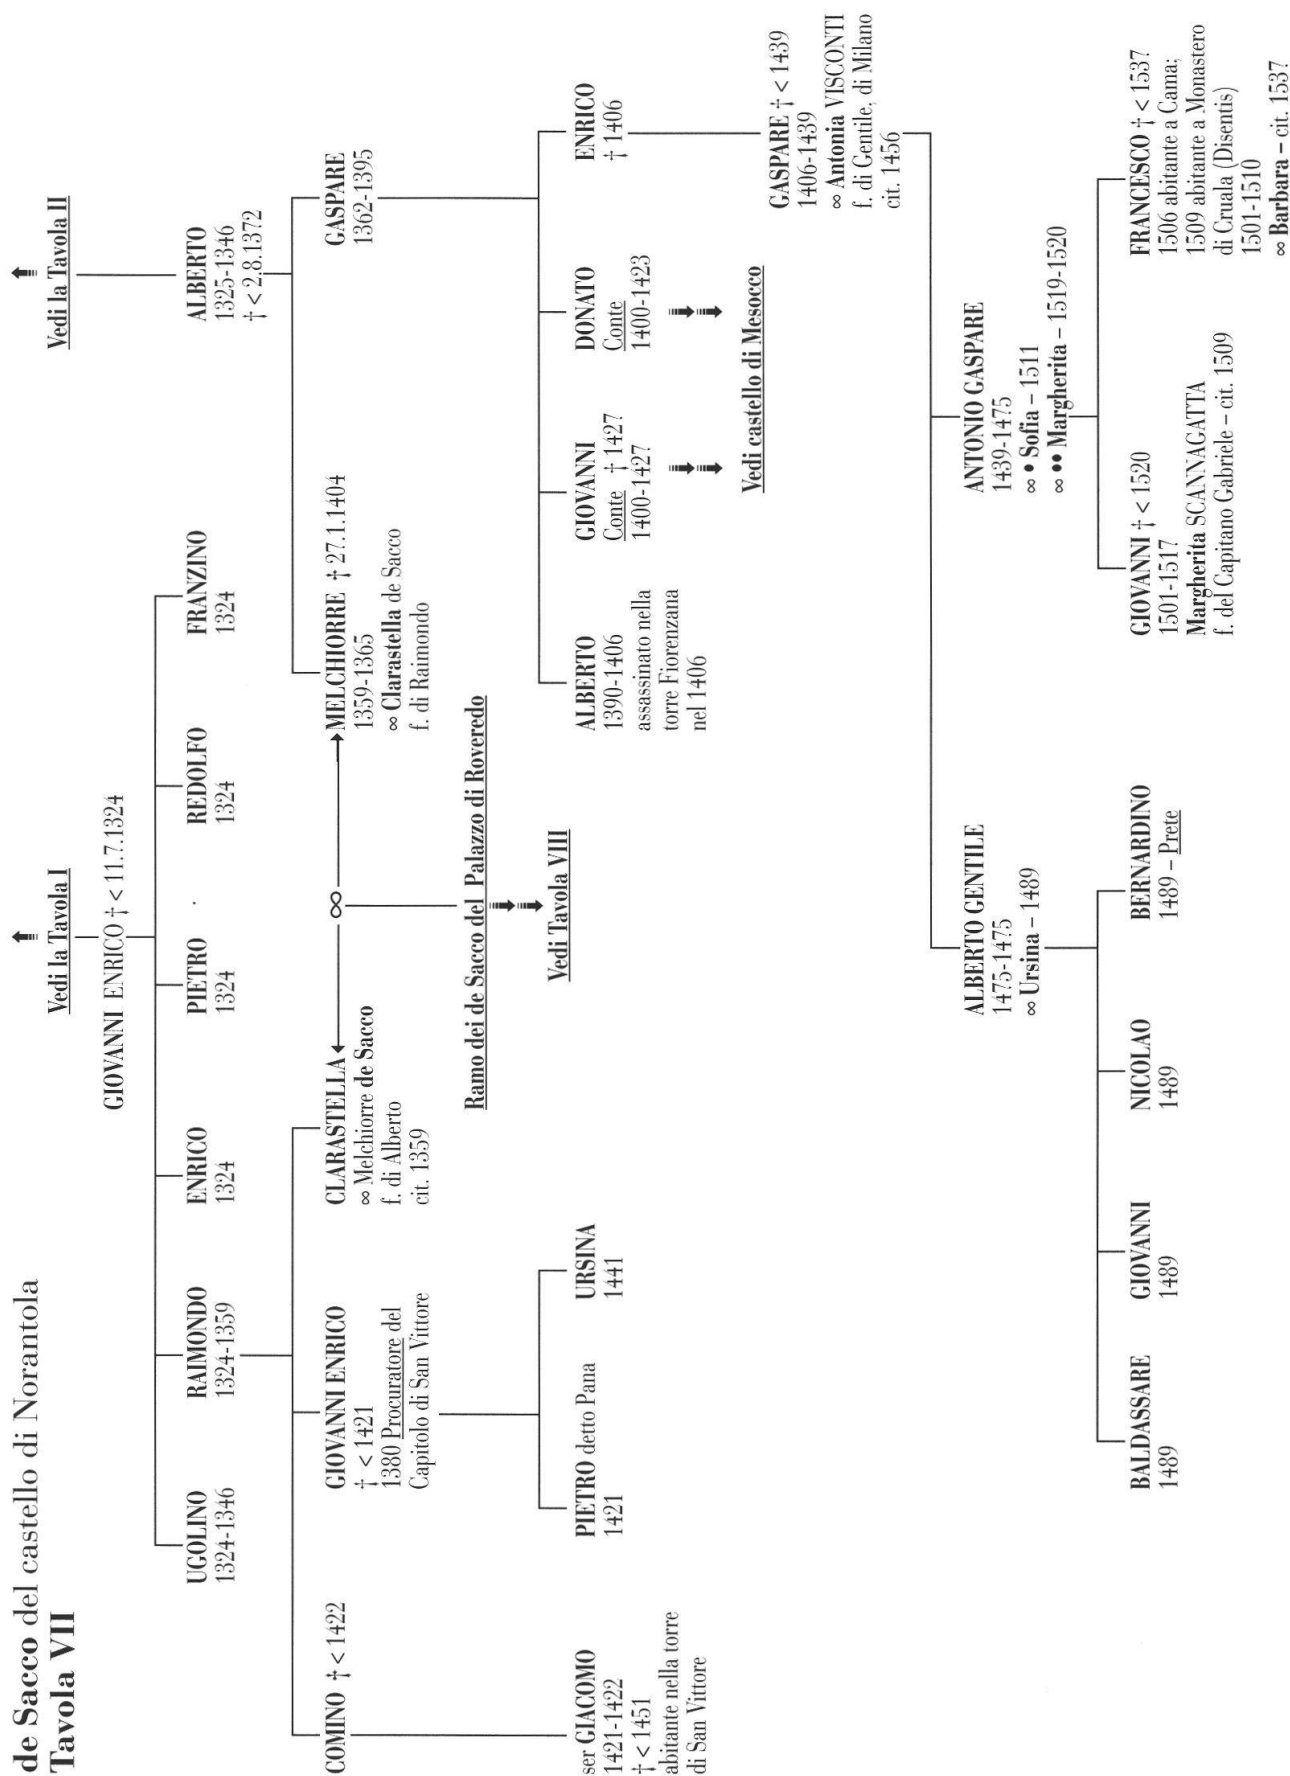 de Sacco del castello di Norantola
Tavola VII
Vedi la Tavola I
Vedi la Tavola II
GIOVANNI ENRICO † < 11.7.1324
UGOLINO
1324-1346
RAIMONDO
1324-1359
ENRICO
1324
PIETRO
1324
REDOLFO
1324
FRANZINO
1324
ALBERTO
1325-1346
† < 2.8.1372
COMINO † < 1422
GIOVANNI ENRICO
† < 1421
1380 Procuratore del
Capitolo di San Vittore
CLARASTELLA
∞ Melchiorre de Sacco
f. di Alberto
cit. 1359
∞
MELCHIORRE † 27.1.1404
1359-1365
∞ Clarastella de Sacco
f. di Raimondo
GASPARE
1362-1395
Ramo dei de Sacco del Palazzo di Roveredo
Vedi Tavola VIII
ser GIACOMO
1421-1422
† < 1451
abitante nella torre
di San Vittore
PIETRO detto Pana
1421
URSINA
1441
ALBERTO
1390-1406
assassinato nella
torre Fiorenzana
nel 1406
GIOVANNI
Conte † 1427
1400-1427
DONATO
Conte
1400-1423
ENRICO
† 1406
Vedi castello di Mesocco
GASPARE † < 1439
1406-1439
∞ Antonia VISCONTI
f. di Gentile, di Milano
cit. 1456
ALBERTO GENTILE
1475-1475
∞ Ursina – 1489
ANTONIO GASPARE
1439-1475
∞ • Sofia – 1511
∞ •• Margherita – 1519-1520
BALDASSARE
1489
GIOVANNI
1489
NICOLAO
1489
BERNARDINO
1489 – Prete
GIOVANNI † < 1520
1501-1517
Margherita SCANNAGATTA
f. del Capitano Gabriele – cit. 1509
FRANCESCO † < 1537
1506 abitante a Cama;
1509 abitante a Monastero
di Cruala (Disentis)
1501-1510
∞ Barbara – cit. 1537